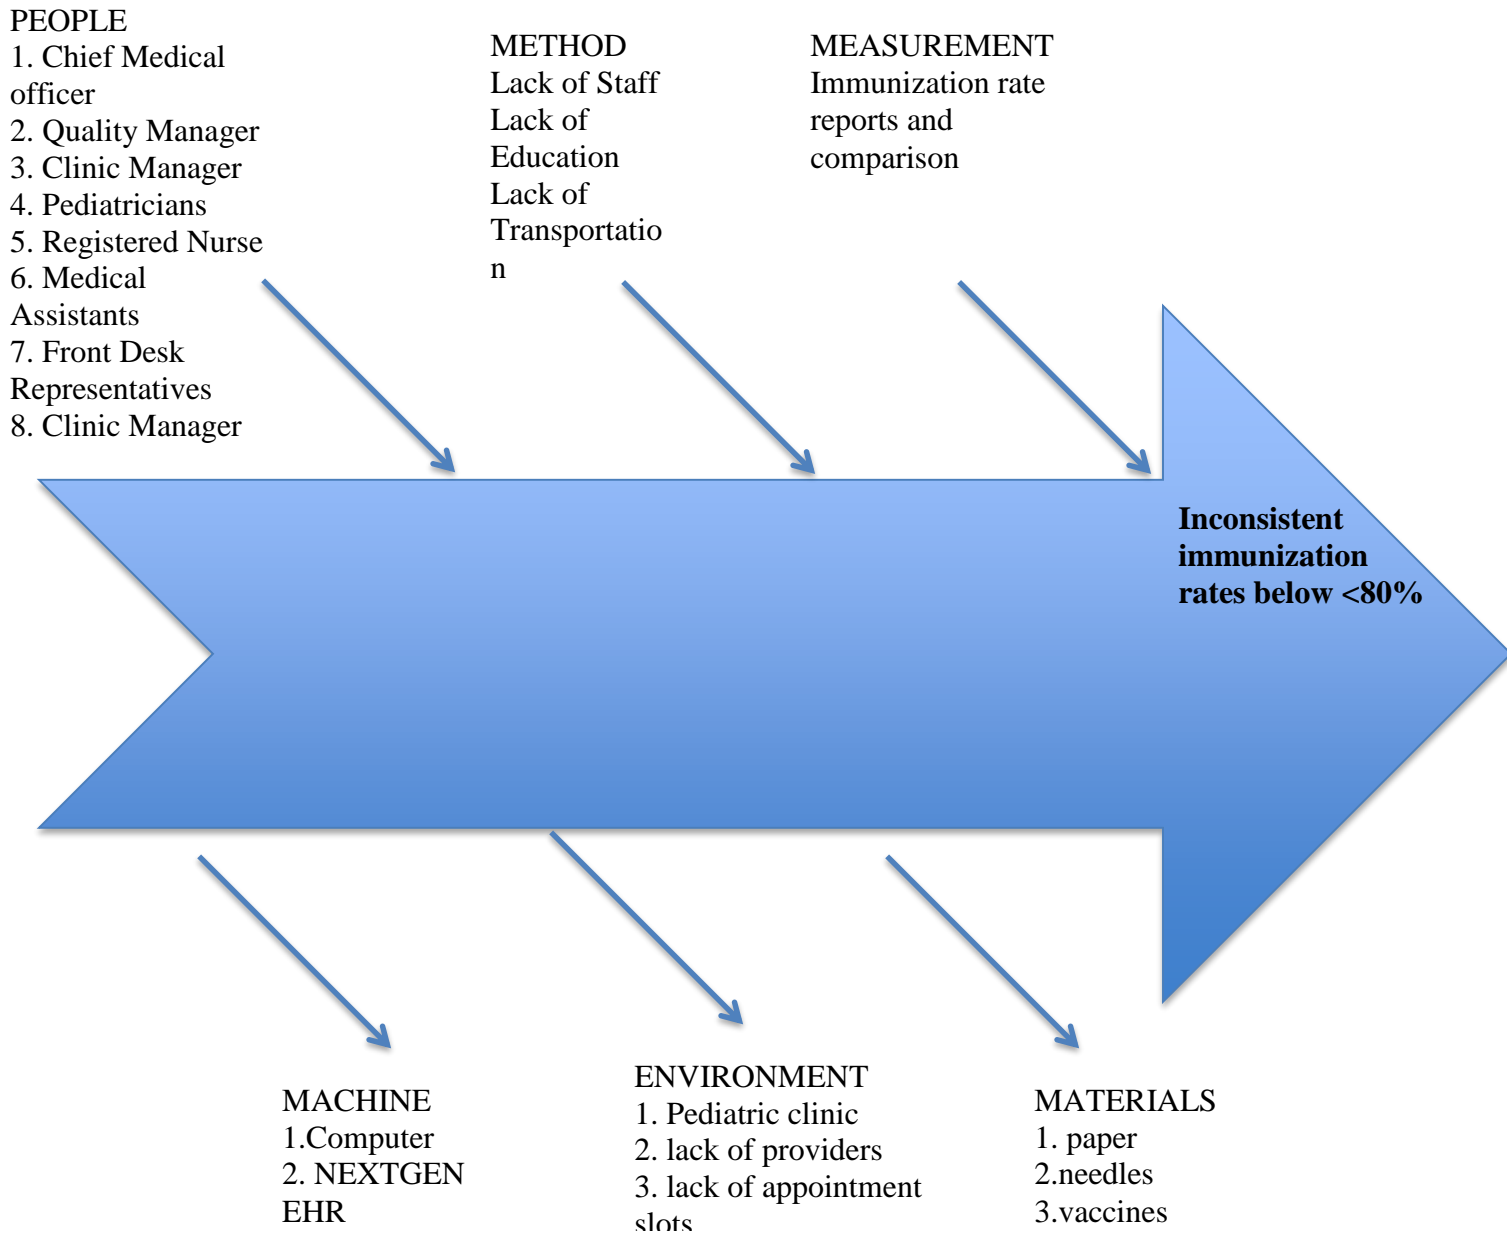 PEOPLE
1. Chief Medical
officer
2. Quality Manager
3. Clinic Manager
4. Pediatricians
5. Registered Nurse
6. Medical
Assistants
7. Front Desk
Representatives
8. Clinic Manager
METHOD
Lack of Staff
Lack of
Education
Lack of
Transportatio
n
MEASUREMENT
Immunization rate
reports and
comparison
Inconsistent
immunization
rates below <80%
MACHINE
1.Computer
2. NEXTGEN
EHR
ENVIRONMENT
1. Pediatric clinic
2. lack of providers
3. lack of appointment
slots
MATERIALS
1. paper
2.needles
3.vaccines